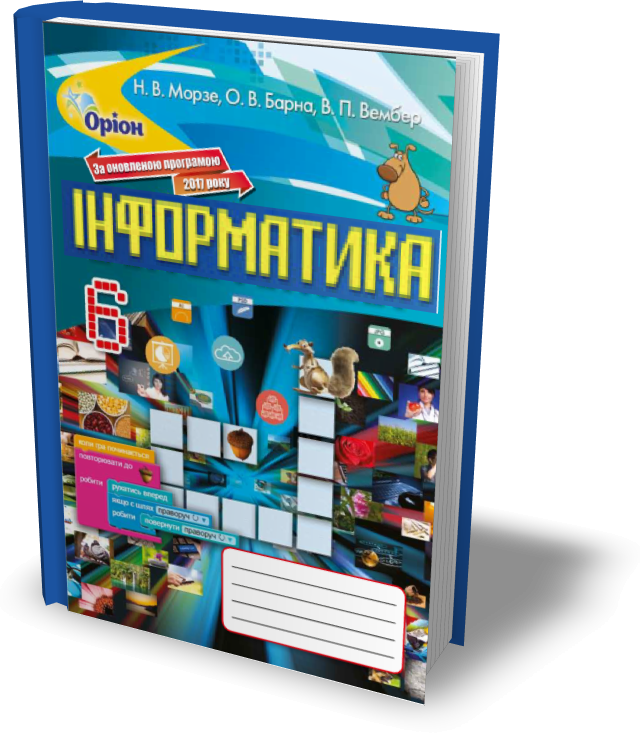 Н. В. Морзе, О. В. Барна, В. П. Вембер
Оріон
За оновленою програмою
2017 року
ІНФОРМАТИКА
6
коли гра починається
повторювати до
робити
рухатись вперед
якщо є шлях праворуч
робити
повернути праворуч